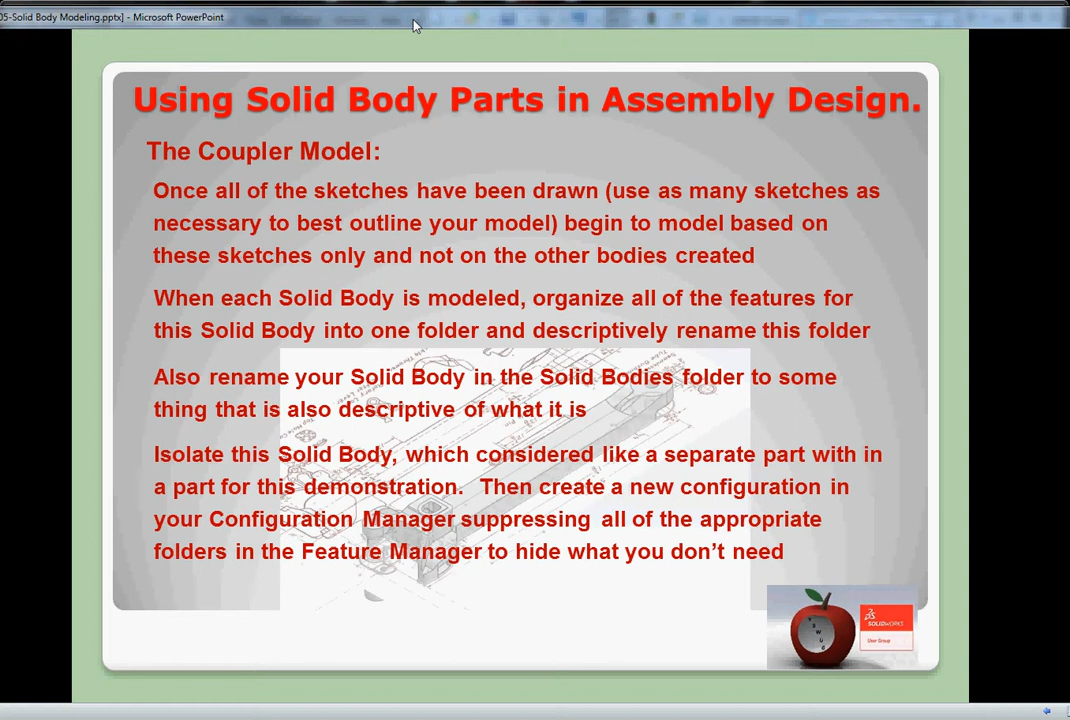 05-Solid Body Modeling.pptx] - Microsoft PowerPoint
Using Solid Body Parts in Assembly Design.
The Coupler Model:
Once all of the sketches have been drawn (use as many sketches as
necessary to best outline your model) begin to model based on
these sketches only and not on the other bodies created
When each Solid Body is modeled, organize all of the features for
this Solid Body into one folder and descriptively rename this folder
Also rename your Solid Body in the Solid Bodies folder to some
thing that is also descriptive of what it is
Isolate this Solid Body, which considered like a separate part with in
a part for this demonstration.  Then create a new configuration in
your Configuration Manager suppressing all of the appropriate
folders in the Feature Manager to hide what you don’t need
SOLIDWORKS
User Group